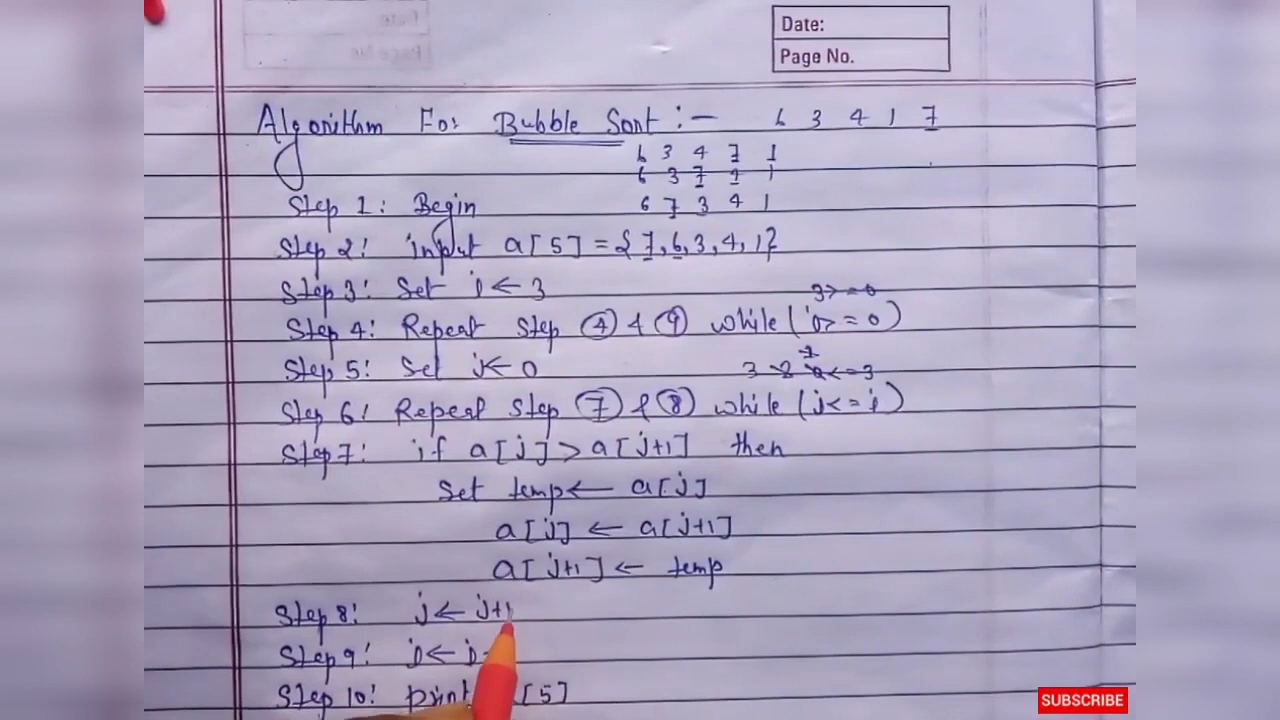 Date:
Page No.
Algorithm For Bubble Sort :- 6 3 4 1 7
6 3 4 7 1
6 3 7 4 1
6 7 3 4 1
Step 1: Begin
Step 2: input a[5] = {7,6,3,4,1}
Step 3: Set i ← 3
3>=0
Step 4: Repeat Step (4) & (9) while (i>=0)
Step 5: Set j← 0
Step 6: Repeat Step (7) & (8) while (j<=i)
Step 7: if a[j] > a[j+1] then
Set temp ← a[j]
a[j] ← a[j+1]
a[j+1] ← temp
Step 8: j ← j+1
Step 9: i ← i-
Step 10: print [5]
SUBSCRIBE